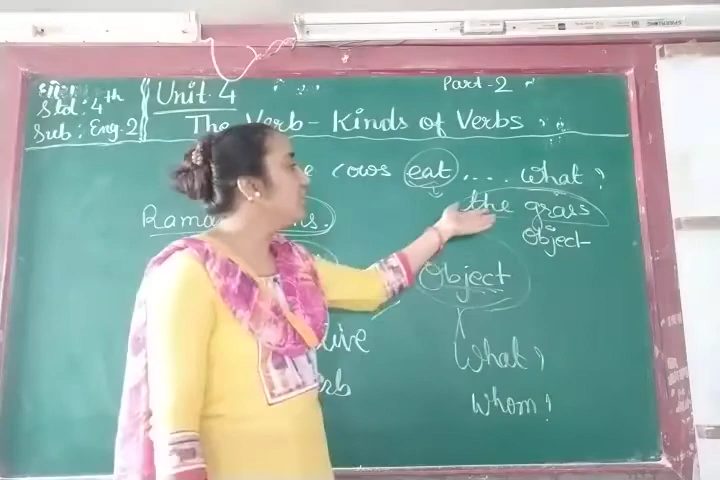 Std: 4th
Sub: Eng-2
Unit. 4
Part-2
The Verb - Kinds of Verbs
cows eat .... what?
the grass
Object
Object
What?
Whom?